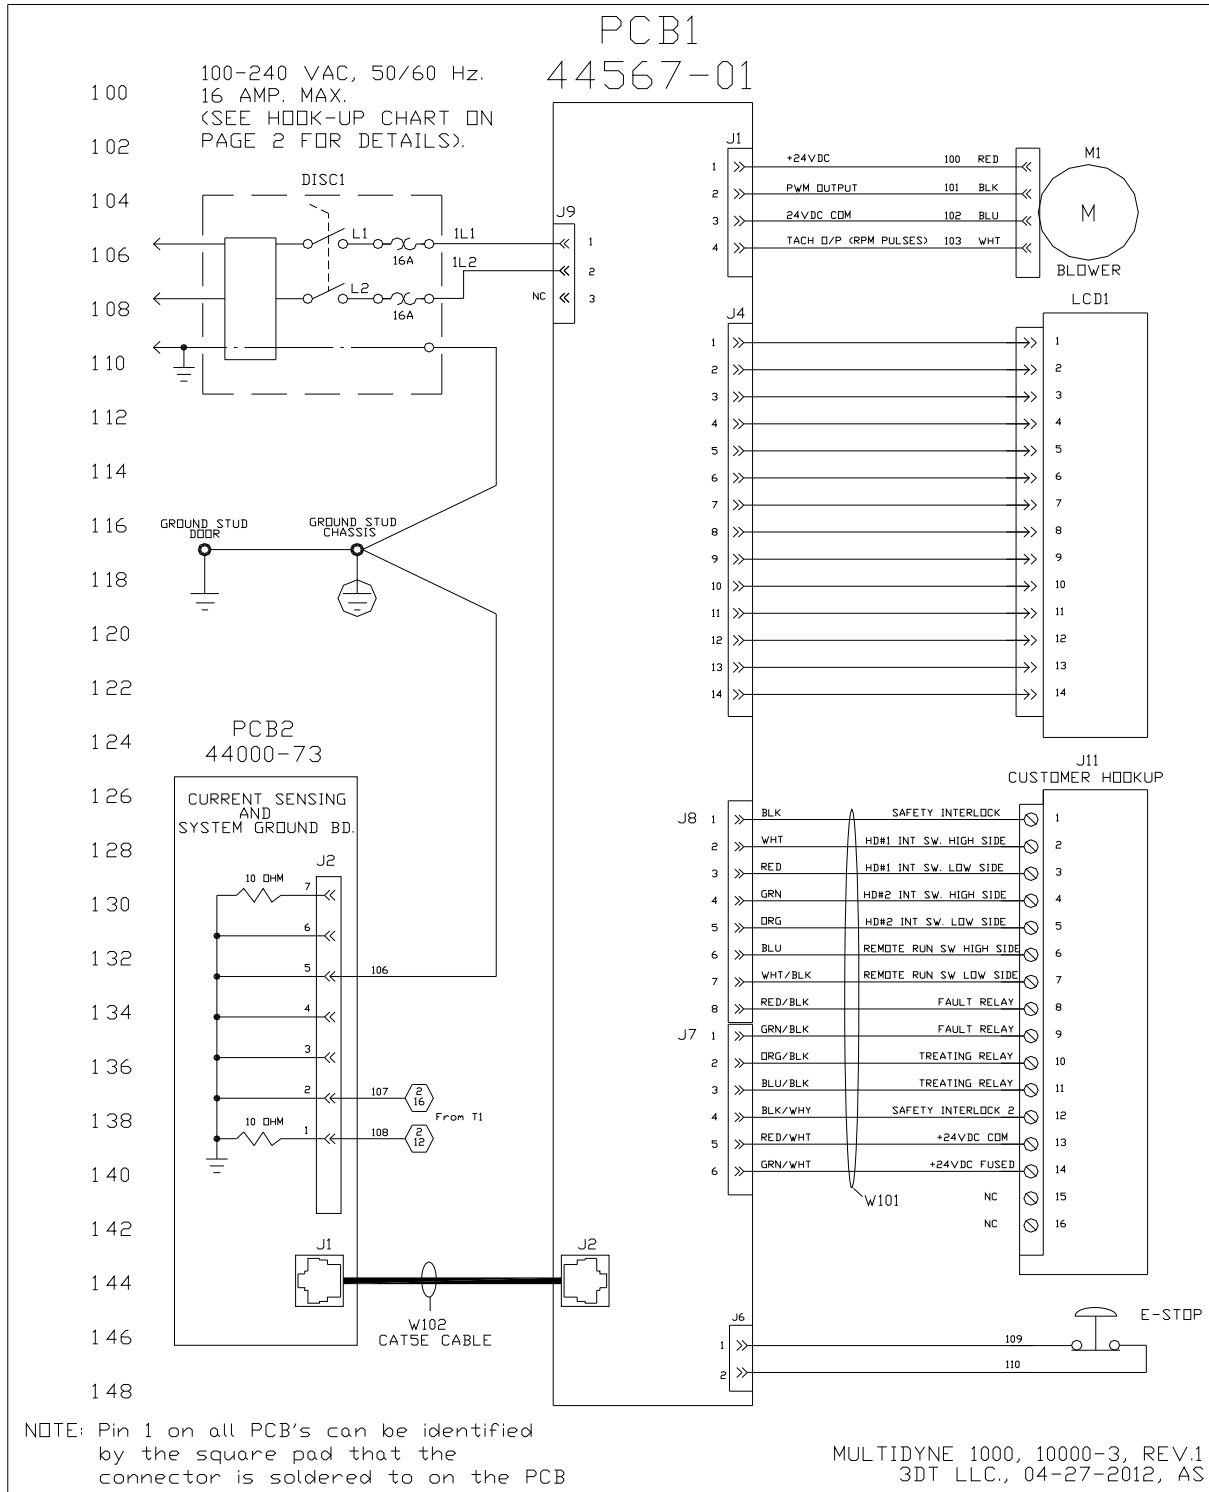 PCB1
44567-01
100-240 VAC, 50/60 Hz.
16 AMP. MAX.
(SEE HOOK-UP CHART ON
PAGE 2 FOR DETAILS).
100
102
104
106
108
110
112
114
116
118
120
122
124
126
128
130
132
134
136
138
140
142
144
146
148
DISC1
L1
16A
1L1
L2
16A
1L2
J9
1
2
NC 3
GROUND STUD
DOOR
GROUND STUD
CHASSIS
J1
1 +24VDC 100 RED
2 PWM OUTPUT 101 BLK
3 24VDC COM 102 BLU
4 TACH O/P (RPM PULSES) 103 WHT
M1
M
BLOWER
J4
LCD1
1 1
2 2
3 3
4 4
5 5
6 6
7 7
8 8
9 9
10 10
11 11
12 12
13 13
14 14
PCB2
44000-73
CURRENT SENSING
AND
SYSTEM GROUND BD.
J2
10 OHM 7
6
5 106
4
3
2 107 2 16
From T1
10 OHM 1 108 2 12
J1
J2
W102
CAT5E CABLE
J11
CUSTOMER HOOKUP
J8 1 BLK SAFETY INTERLOCK 1
2 WHT HD#1 INT SW. HIGH SIDE 2
3 RED HD#1 INT SW. LOW SIDE 3
4 GRN HD#2 INT SW. HIGH SIDE 4
5 ORG HD#2 INT SW. LOW SIDE 5
6 BLU REMOTE RUN SW HIGH SIDE 6
7 WHT/BLK REMOTE RUN SW LOW SIDE 7
8 RED/BLK FAULT RELAY 8
J7 1 GRN/BLK FAULT RELAY 9
2 ORG/BLK TREATING RELAY 10
3 BLU/BLK TREATING RELAY 11
4 BLK/WHY SAFETY INTERLOCK 2 12
5 RED/WHT +24VDC COM 13
6 GRN/WHT +24VDC FUSED 14
NC 15
NC 16
W101
J6
1 109
2 110
E-STOP
NOTE: Pin 1 on all PCB's can be identified
by the square pad that the
connector is soldered to on the PCB
MULTIDYNE 1000, 10000-3, REV.1
3DT LLC., 04-27-2012, AS